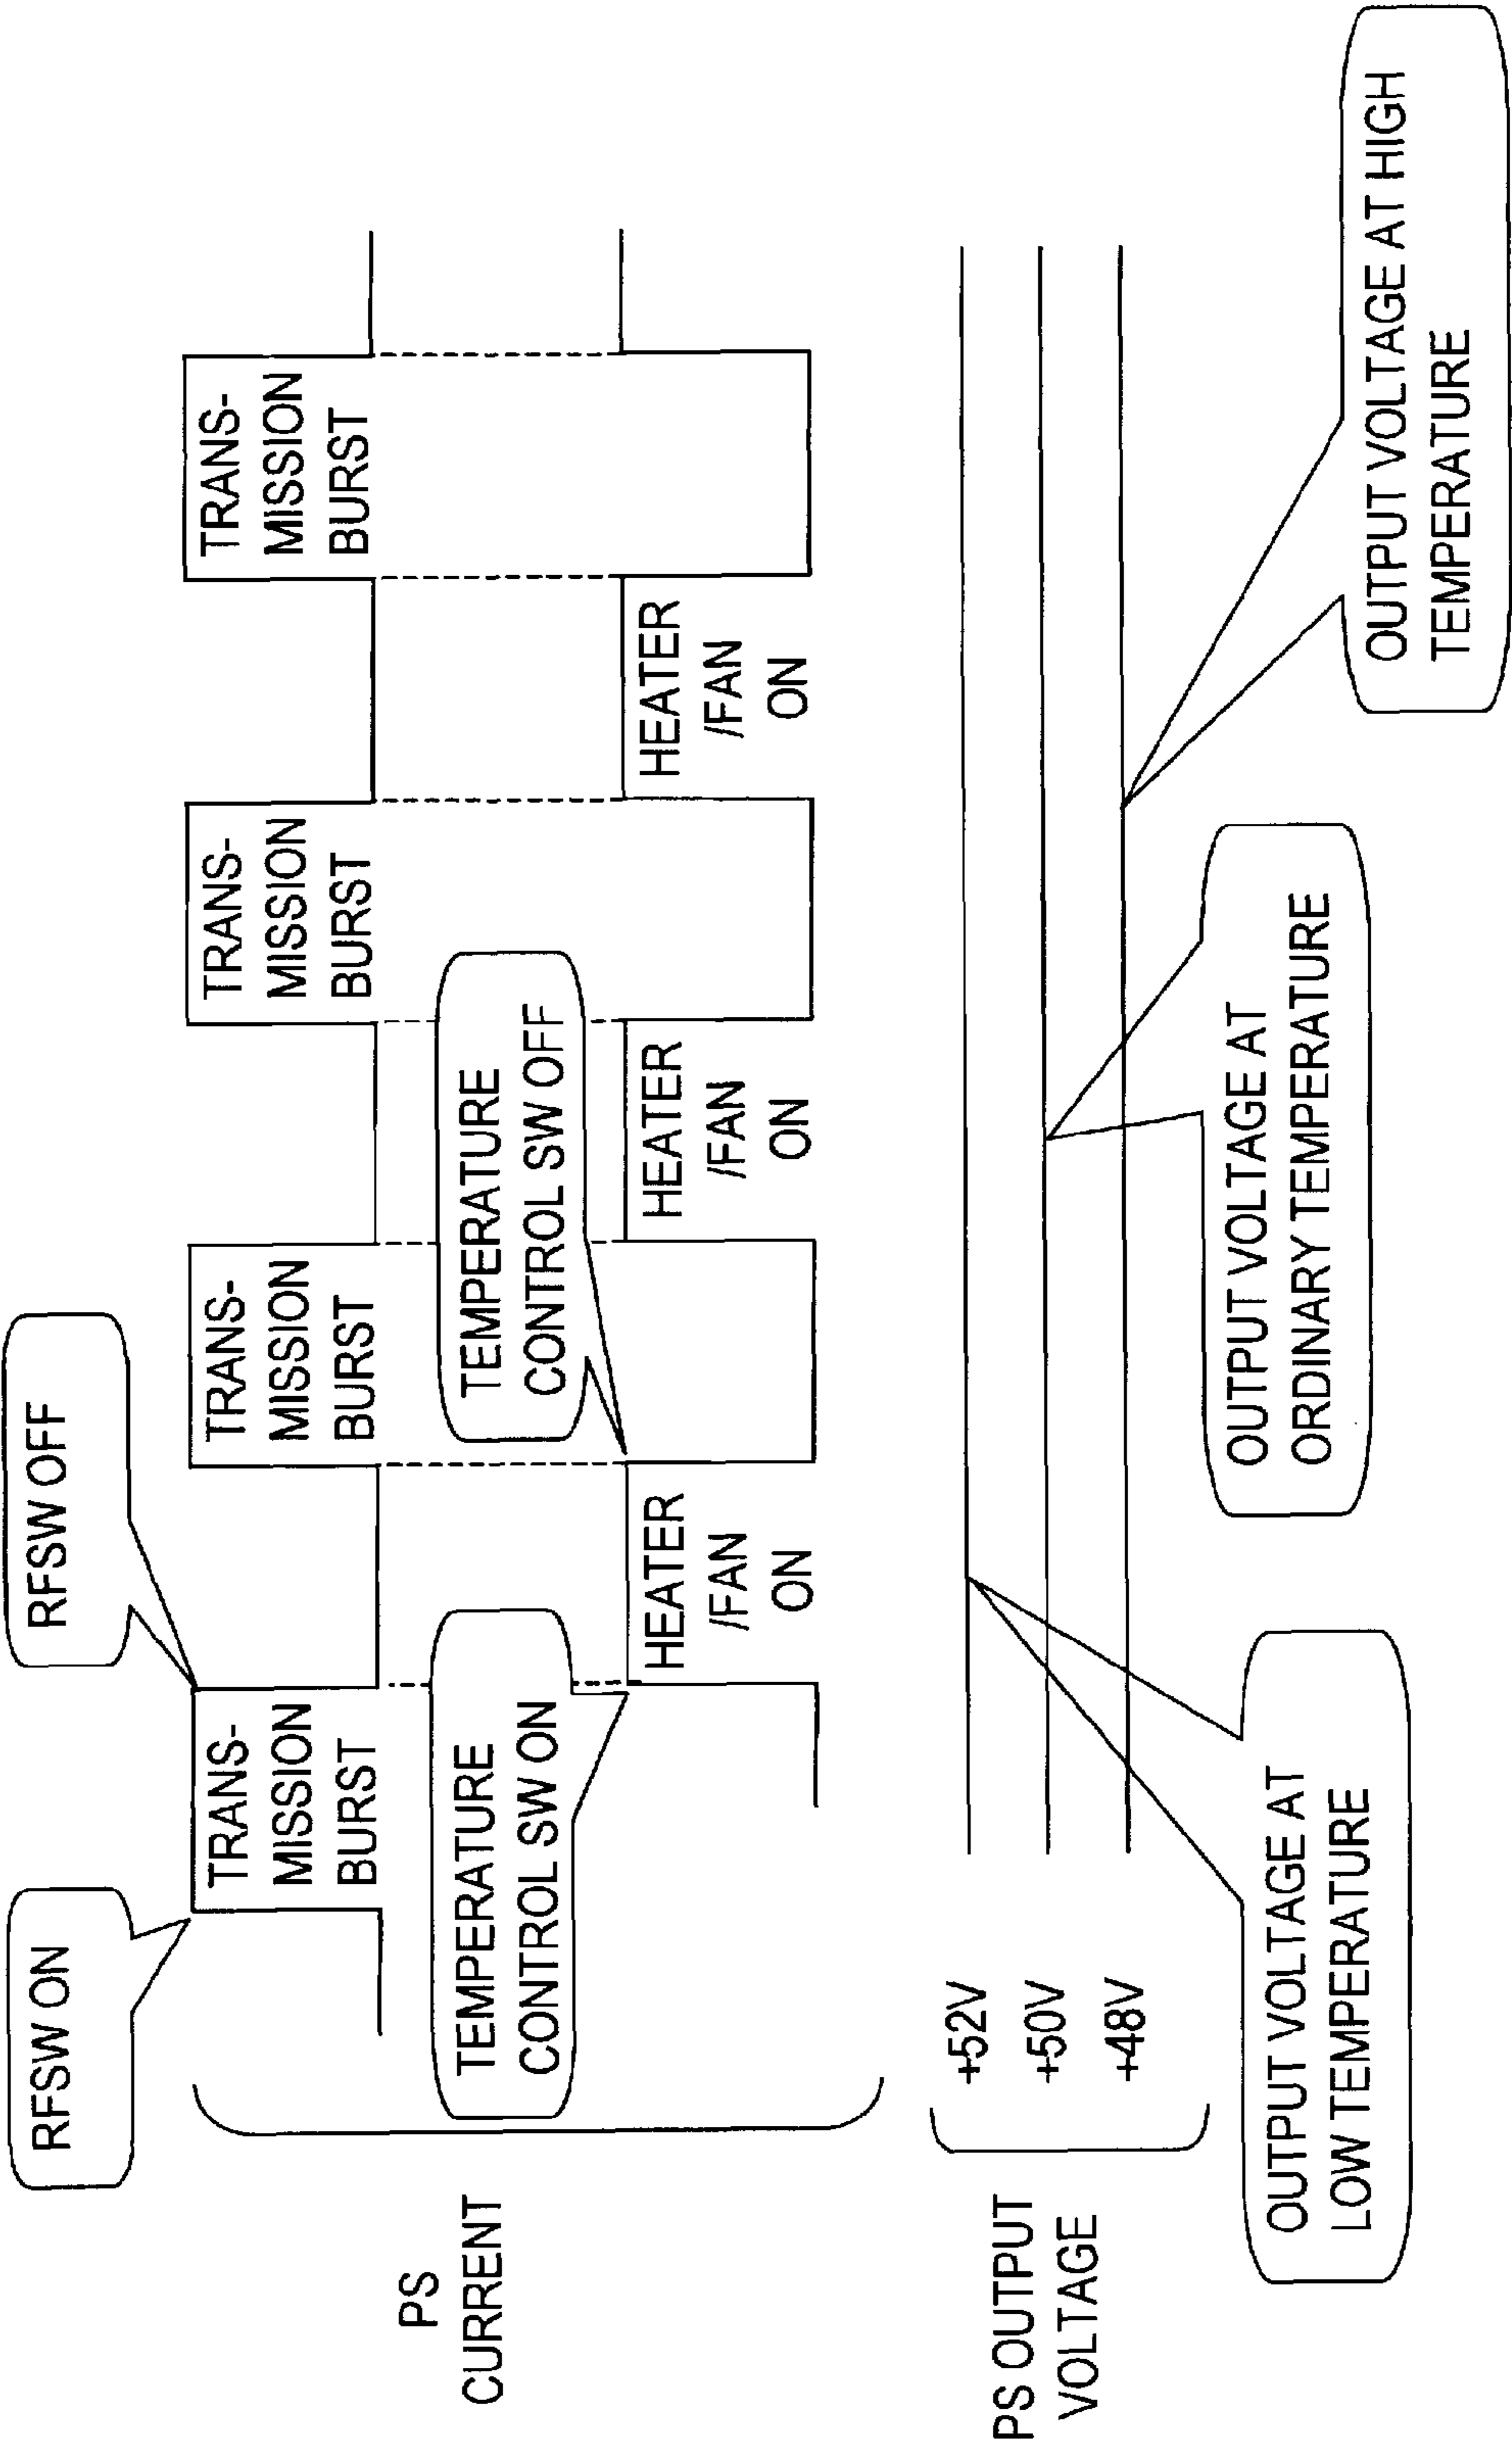 RFSW ON
RFSW OFF
PS
CURRENT
TRANS-
MISSION
BURST
TRANS-
MISSION
BURST
TRANS-
MISSION
BURST
TRANS-
MISSION
BURST
TEMPERATURE
CONTROL SW ON
TEMPERATURE
CONTROL SW OFF
HEATER
/FAN
ON
HEATER
/FAN
ON
HEATER
/FAN
ON
PS OUTPUT
VOLTAGE
+52V
+50V
+48V
OUTPUT VOLTAGE AT
LOW TEMPERATURE
OUTPUT VOLTAGE AT
ORDINARY TEMPERATURE
OUTPUT VOLTAGE AT HIGH
TEMPERATURE